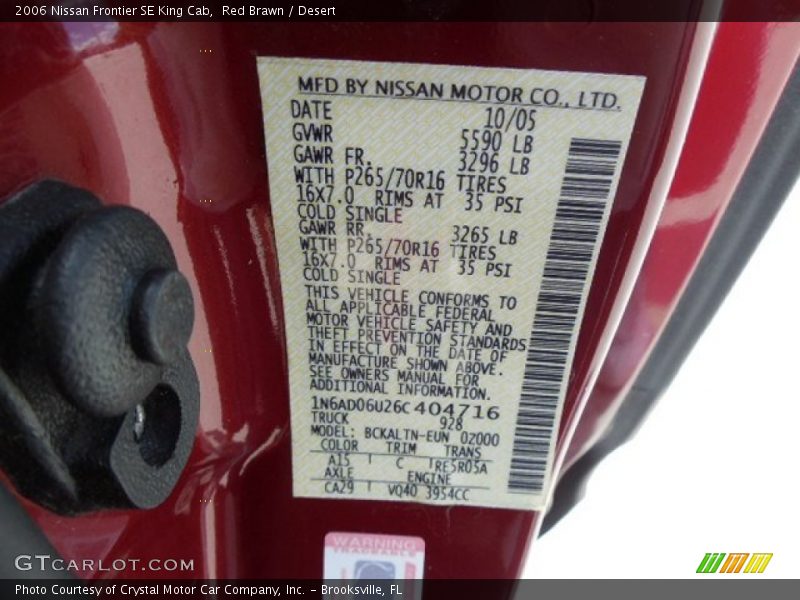 2006 Nissan Frontier SE King Cab, Red Brawn / Desert
MFD BY NISSAN MOTOR CO., LTD.
DATE 10/05
GVWR 5590 LB
GAWR FR. 3296 LB
WITH P265/70R16 TIRES
16X7.0 RIMS AT 35 PSI
COLD SINGLE
GAWR RR. 3265 LB
WITH P265/70R16 TIRES
16X7.0 RIMS AT 35 PSI
COLD SINGLE
THIS VEHICLE CONFORMS TO
ALL APPLICABLE FEDERAL
MOTOR VEHICLE SAFETY AND
THEFT PREVENTION STANDARDS
IN EFFECT ON THE DATE OF
MANUFACTURE SHOWN ABOVE.
SEE OWNERS MANUAL FOR
ADDITIONAL INFORMATION.
1N6AD06U26C404716
TRUCK 928
MODEL: BCKALTN-EUN 02000
COLOR TRIM TRANS
A15 C TRE5R05A
AXLE ENGINE
CA29 VQ40 3954CC
WARNING
TRACEABLE
GTCARLOT.COM
Photo Courtesy of Crystal Motor Car Company, Inc. – Brooksville, FL